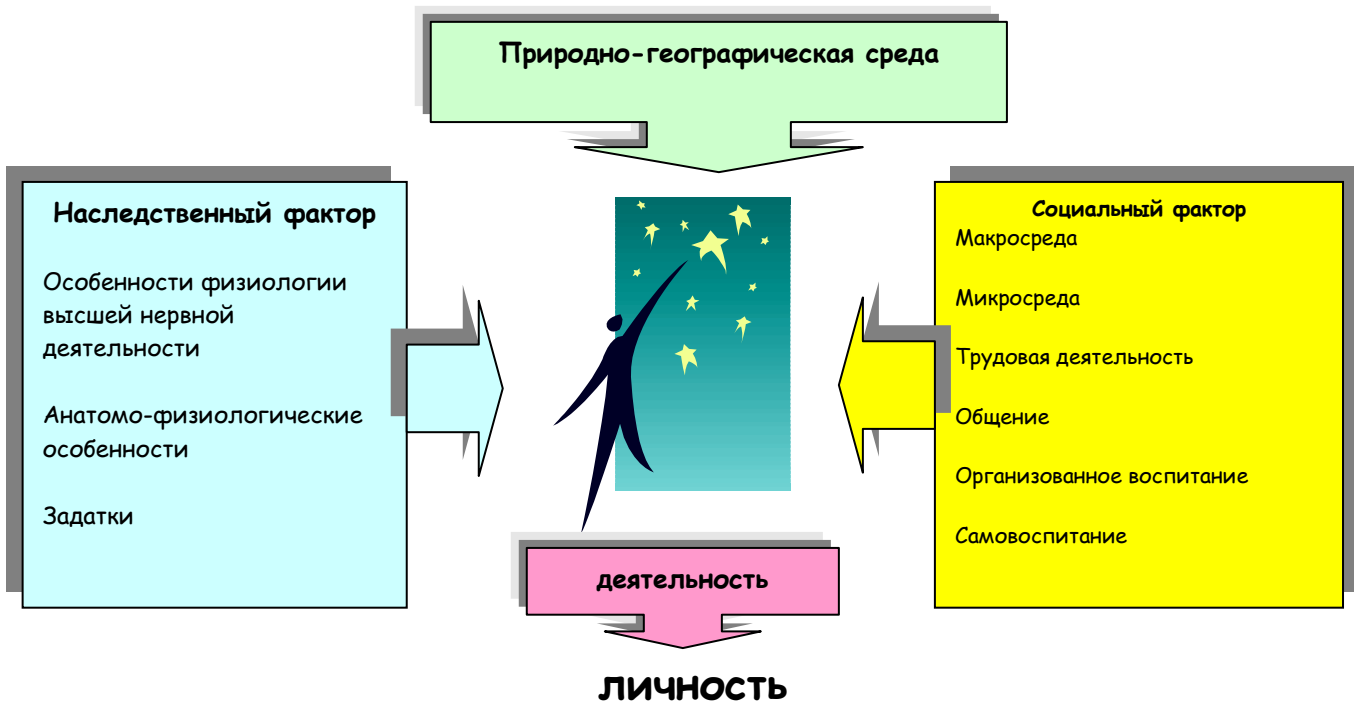 Природно-географическая среда
Наследственный фактор
Особенности физиологии
высшей нервной
деятельности
Анатомо-физиологические
особенности
Задатки
Социальный фактор
Макросреда
Микросреда
Трудовая деятельность
Общение
Организованное воспитание
Самовоспитание
деятельность
личность